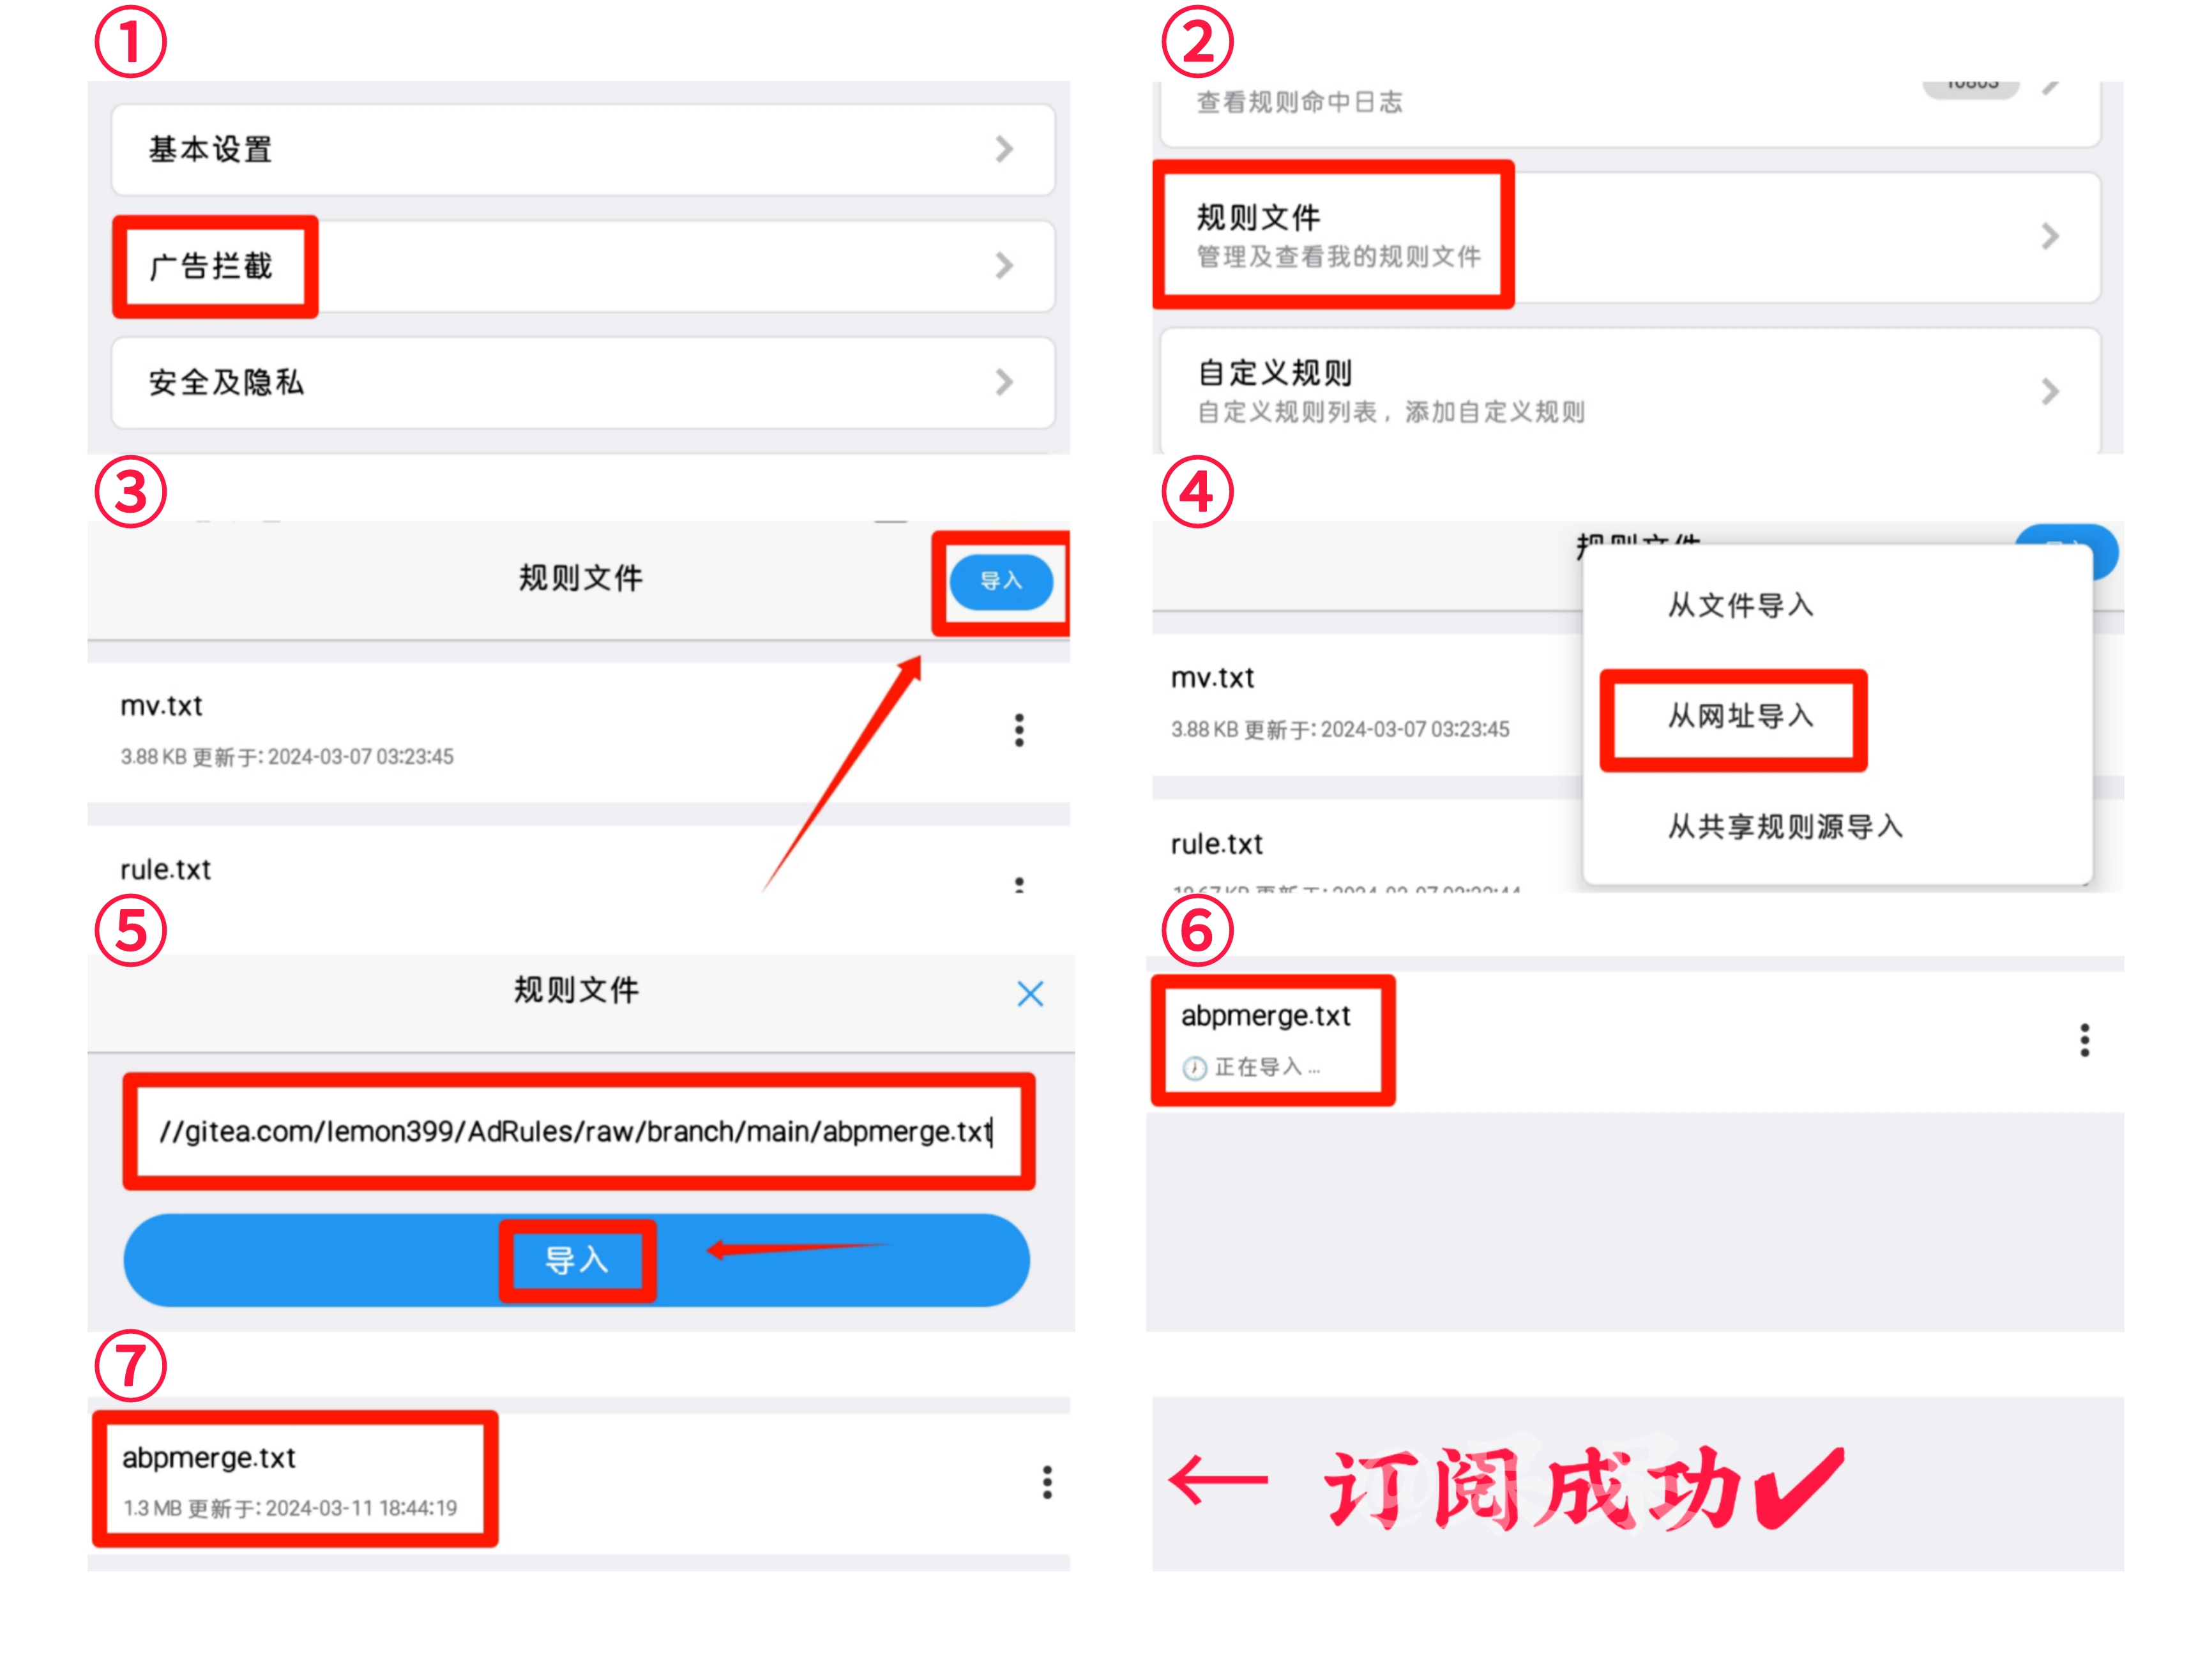 ①
基本设置
广告拦截
安全及隐私
②
查看规则命中日志
规则文件
管理及查看我的规则文件
自定义规则
自定义规则列表，添加自定义规则
③
规则文件
导入
mv.txt
3.88 KB 更新于: 2024-03-07 03:23:45
rule.txt
④
规则文件
从文件导入
从网址导入
从共享规则源导入
mv.txt
3.88 KB 更新于: 2024-03-07 03:23:45
rule.txt
⑤
规则文件
//gitea.com/lemon399/AdRules/raw/branch/main/abpmerge.txt
导入
⑥
abpmerge.txt
正在导入 ...
⑦
abpmerge.txt
1.3 MB 更新于: 2024-03-11 18:44:19
← 订阅成功✔